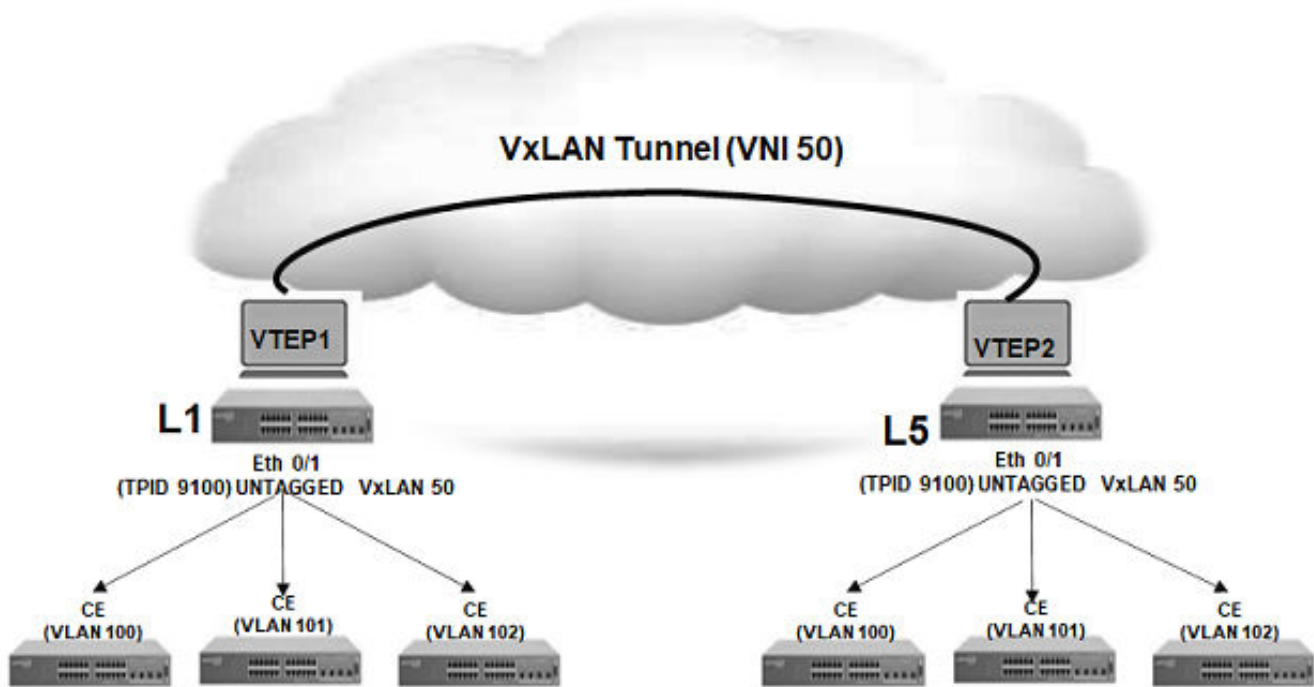 VxLAN Tunnel (VNI 50)
VTEP1
VTEP2
L1
L5
Eth 0/1
(TPID 9100) UNTAGGED VxLAN 50
Eth 0/1
(TPID 9100) UNTAGGED VxLAN 50
CE
(VLAN 100)
CE
(VLAN 101)
CE
(VLAN 102)
CE
(VLAN 100)
CE
(VLAN 101)
CE
(VLAN 102)